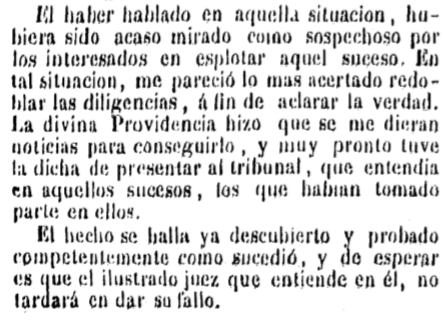 El haber hablado en aquella situacion, hu-
biera sido acaso mirado como sospechoso por
los interesados en esplotar aquel suceso. En
tal situacion, me pareció lo mas acertado redo-
blar las diligencias, á fin de aclarar la verdad.
La divina Providencia hizo que se me dieran
noticias para conseguirlo, y muy pronto tuve
la dicha de presentar al tribunal, que entendia
en aquellos sucesos, los que habian tomado
parte en ellos.
El hecho se halla ya descubierto y probado
competentemente como sucedió, y de esperar
es que el ilustrado juez que entiende en él, no
tardará en dar su fallo.